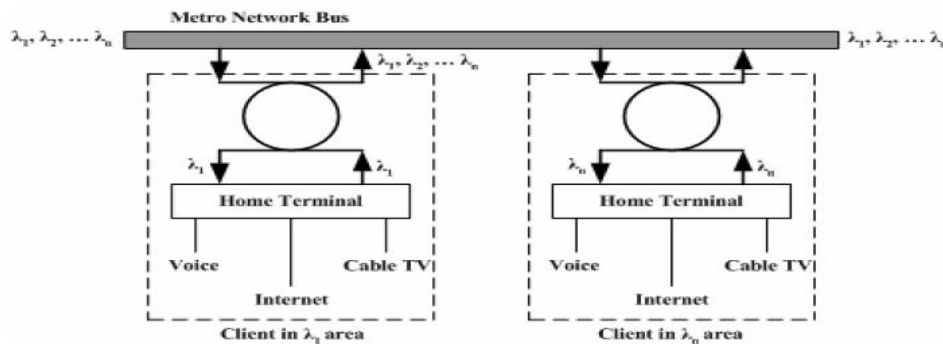 Metro Network Bus
λ₁, λ₂, … λₙ
λ₁, λ₂, …
λ₁, λ₂, … λₙ
λ₁ λ₁ λₙ λₙ
Home Terminal Home Terminal
Voice Cable TV Voice Cable TV
Internet Internet
Client in λ₁ area Client in λₙ area